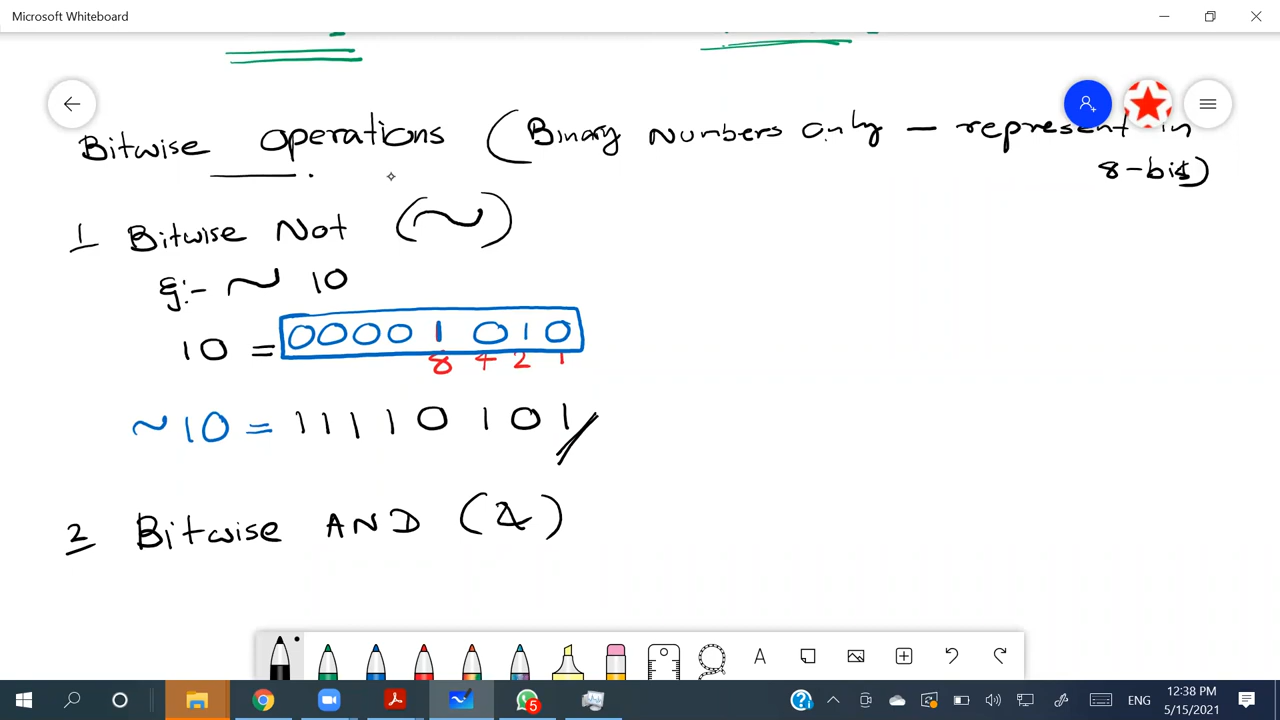 Microsoft Whiteboard
Bitwise Operations (Binary Numbers only – represent in
8-bits)
1 Bitwise Not (~)
Eg:- ~ 10
10 = 0000 1 0 1 0
8 4 2 1
~10 = 1 1 1 1 0 1 0 1
2 Bitwise AND (&)
A
5
ENG
12:38 PM
5/15/2021